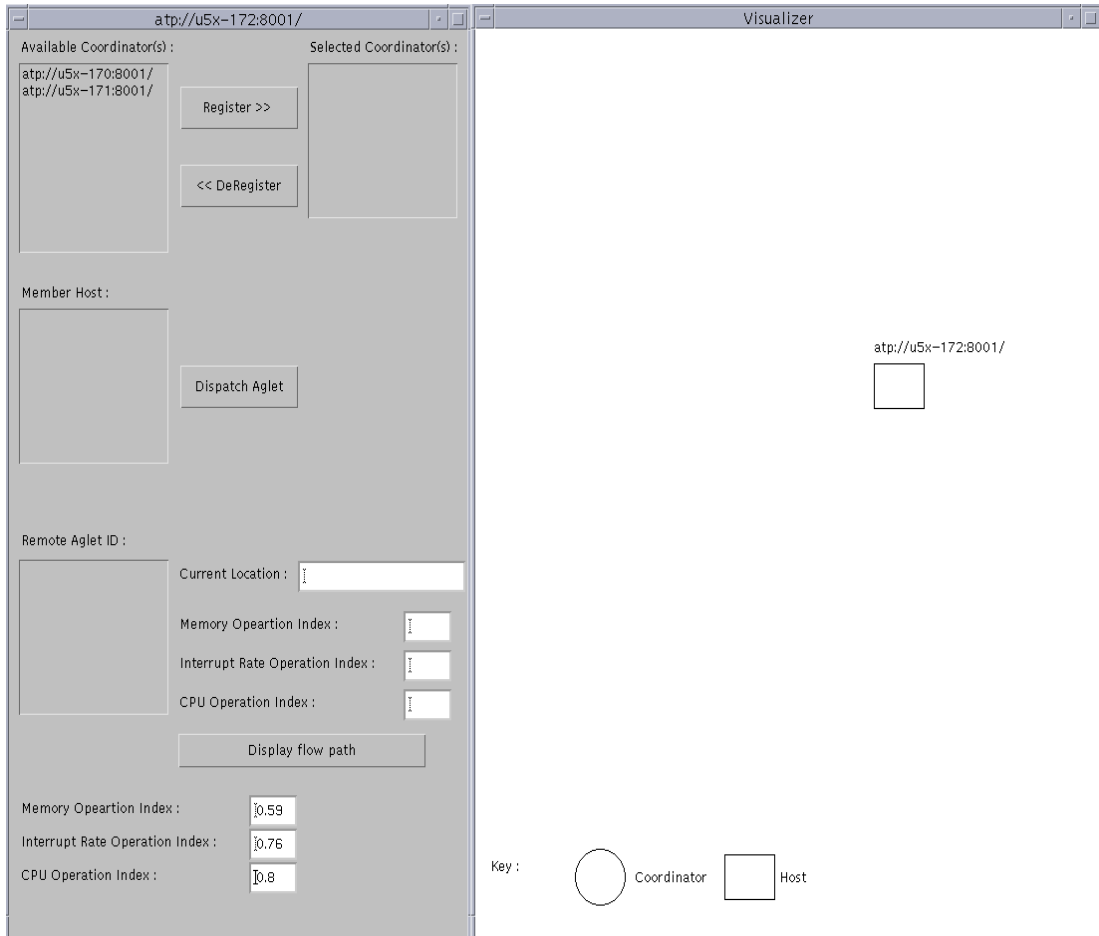 atp://u5x-172:8001/
Visualizer
Available Coordinator(s) :
Selected Coordinator(s) :
atp://u5x-170:8001/
atp://u5x-171:8001/
Register >>
<< DeRegister
Member Host :
Dispatch Aglet
atp://u5x-172:8001/
Remote Aglet ID :
Current Location :
Memory Opeartion Index :
Interrupt Rate Operation Index :
CPU Operation Index :
Display flow path
Memory Opeartion Index : 0.59
Interrupt Rate Operation Index : 0.76
CPU Operation Index : 0.8
Key : Coordinator Host